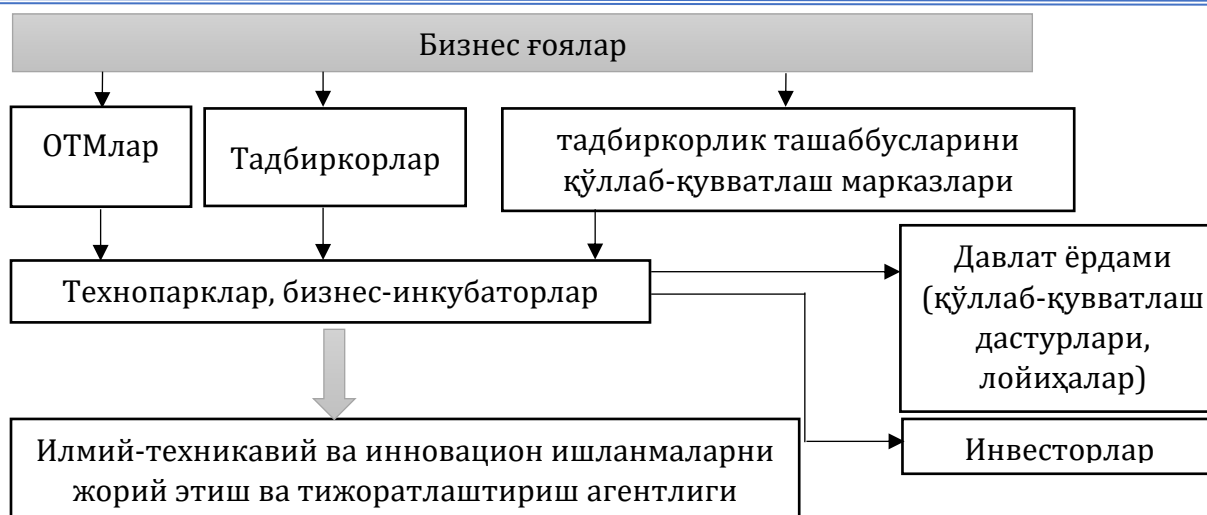 Бизнес ғоялар
ОТМлар
Тадбиркорлар
тадбиркорлик ташаббусларини
қўллаб-қувватлаш марказлари
Технопарклар, бизнес-инкубаторлар
Давлат ёрдами
(қўллаб-қувватлаш
дастурлари,
лойиҳалар)
Инвесторлар
Илмий-техникавий ва инновацион ишланмаларни
жорий этиш ва тижоратлаштириш агентлиги